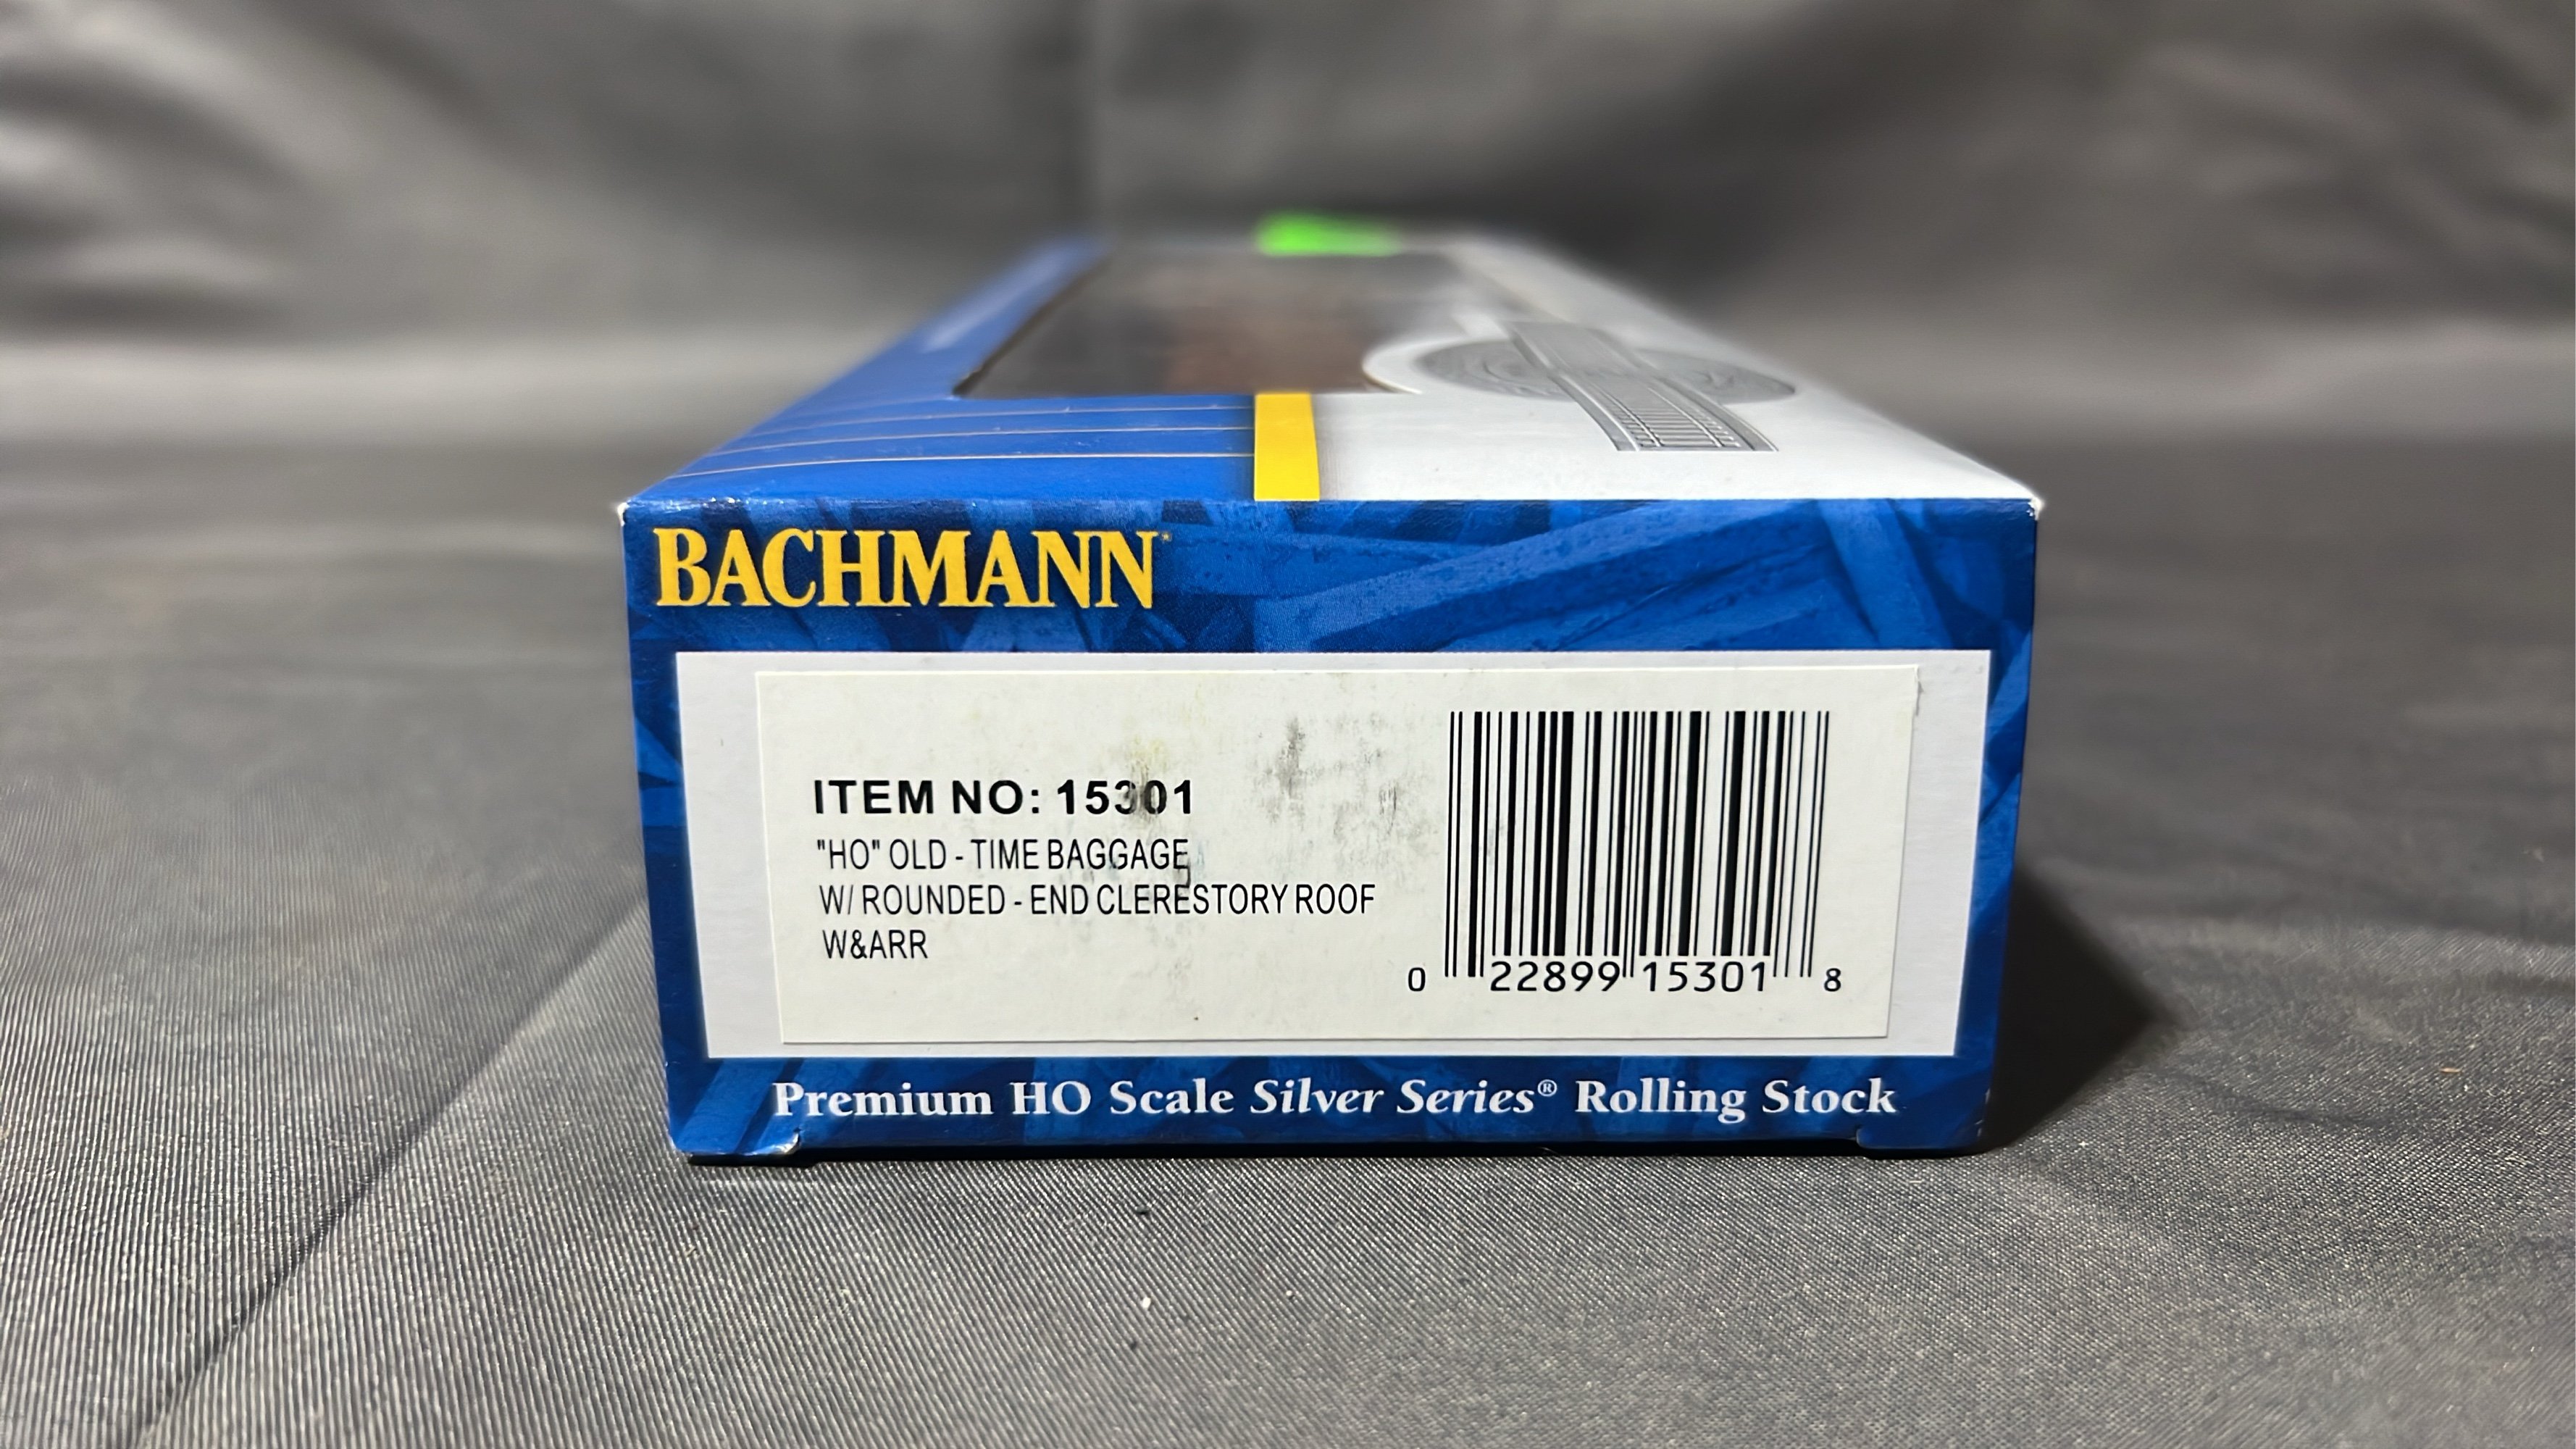 BACHMANN
ITEM NO: 15301
"HO" OLD - TIME BAGGAGE
W/ ROUNDED - END CLERESTORY ROOF
W&ARR
0 22899 15301 8
Premium HO Scale Silver Series® Rolling Stock